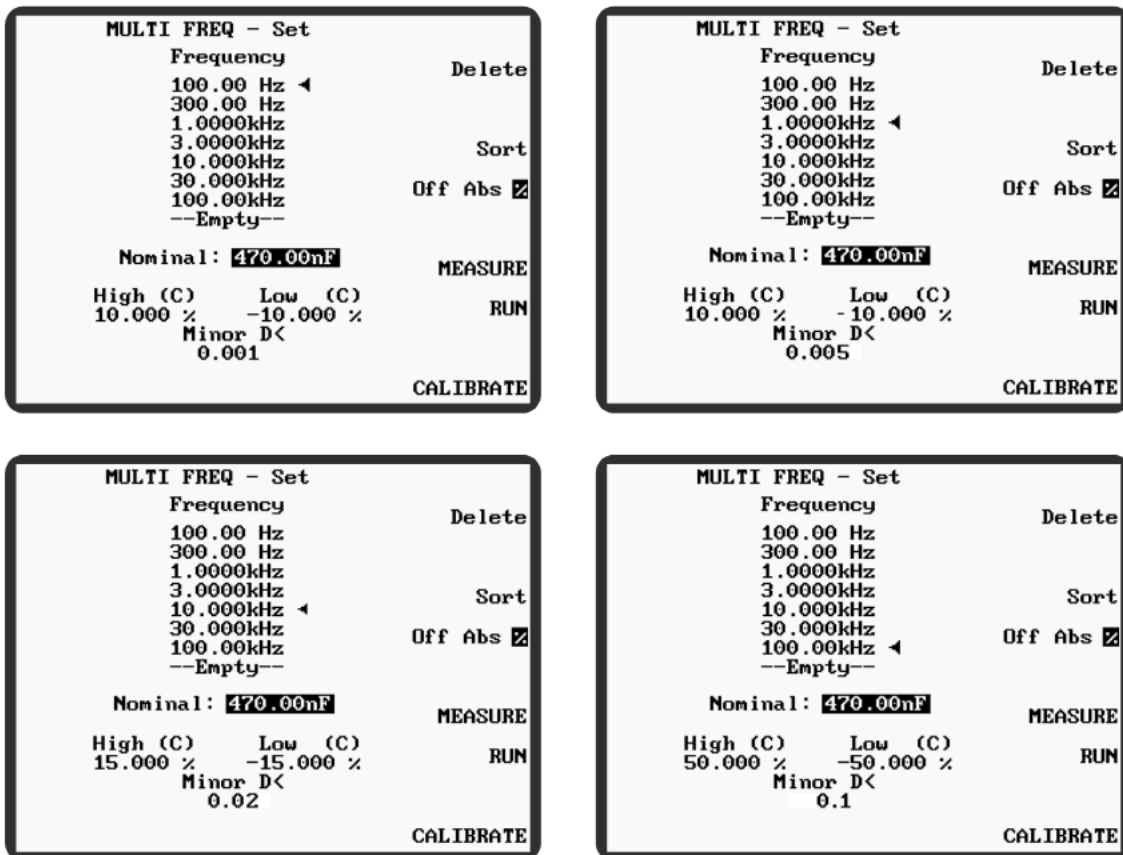 MULTI FREQ - Set
Frequency
Delete
100.00 Hz ◄
300.00 Hz
1.0000kHz
3.0000kHz
Sort
10.000kHz
30.000kHz
Off Abs %
100.00kHz
--Empty--
Nominal: 470.00nF
MEASURE
High (C) Low (C)
10.000 % -10.000 %
RUN
Minor D<
0.001
CALIBRATE
MULTI FREQ - Set
Frequency
Delete
100.00 Hz
300.00 Hz
1.0000kHz ◄
3.0000kHz
Sort
10.000kHz
30.000kHz
Off Abs %
100.00kHz
--Empty--
Nominal: 470.00nF
MEASURE
High (C) Low (C)
10.000 % -10.000 %
RUN
Minor D<
0.005
CALIBRATE
MULTI FREQ - Set
Frequency
Delete
100.00 Hz
300.00 Hz
1.0000kHz
3.0000kHz
Sort
10.000kHz ◄
30.000kHz
Off Abs %
100.00kHz
--Empty--
Nominal: 470.00nF
MEASURE
High (C) Low (C)
15.000 % -15.000 %
RUN
Minor D<
0.02
CALIBRATE
MULTI FREQ - Set
Frequency
Delete
100.00 Hz
300.00 Hz
1.0000kHz
3.0000kHz
Sort
10.000kHz
30.000kHz
Off Abs %
100.00kHz ◄
--Empty--
Nominal: 470.00nF
MEASURE
High (C) Low (C)
50.000 % -50.000 %
RUN
Minor D<
0.1
CALIBRATE